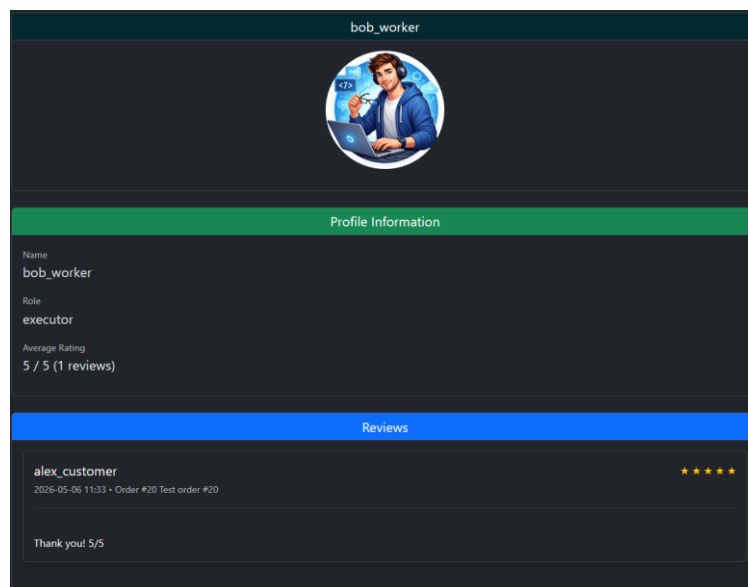 bob_worker
</>
Profile Information
Name
bob_worker
Role
executor
Average Rating
5 / 5 (1 reviews)
Reviews
alex_customer
★★★★★
2026-05-06 11:33 • Order #20 Test order #20
Thank you! 5/5